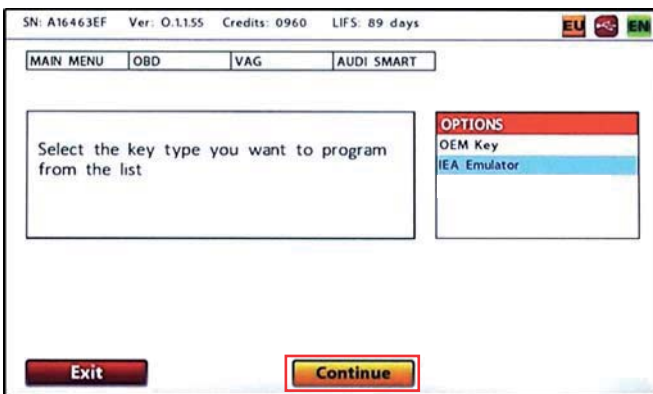 SN: A16463EF Ver: 0.1.1.55 Credits: 0960 LIFS: 89 days EU EN
MAIN MENU OBD VAG AUDI SMART
Select the key type you want to program
from the list
OPTIONS
OEM Key
IEA Emulator
Exit Continue